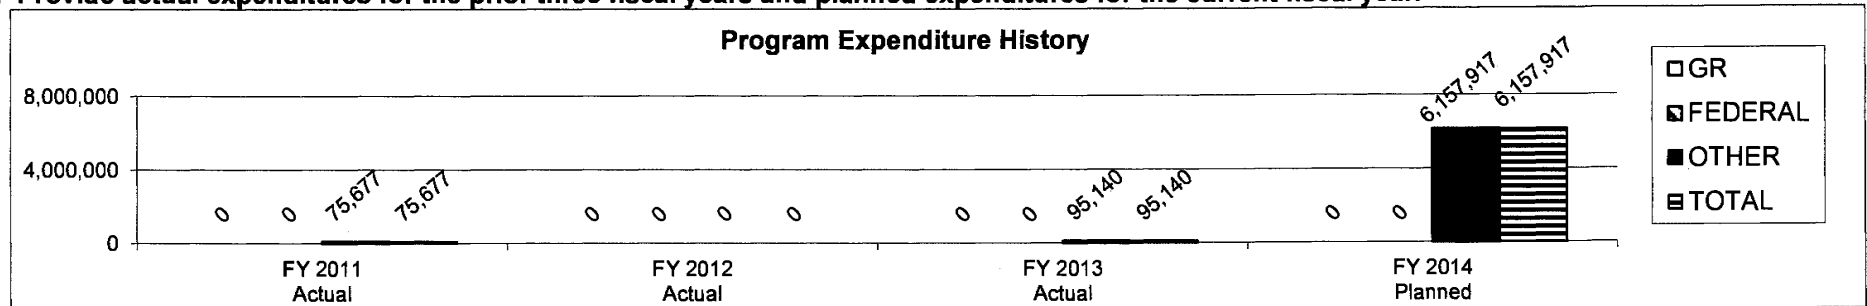 Provide actual expenditures for the prior three fiscal years and planned expenditures for the current fiscal year.
Program Expenditure History
8,000,000
4,000,000
0
0 0 75,677 75,677
0 0 0 0
0 0 95,140 95,140
0 0 6,157,917 6,157,917
FY 2011
Actual
FY 2012
Actual
FY 2013
Actual
FY 2014
Planned
GR
FEDERAL
OTHER
TOTAL